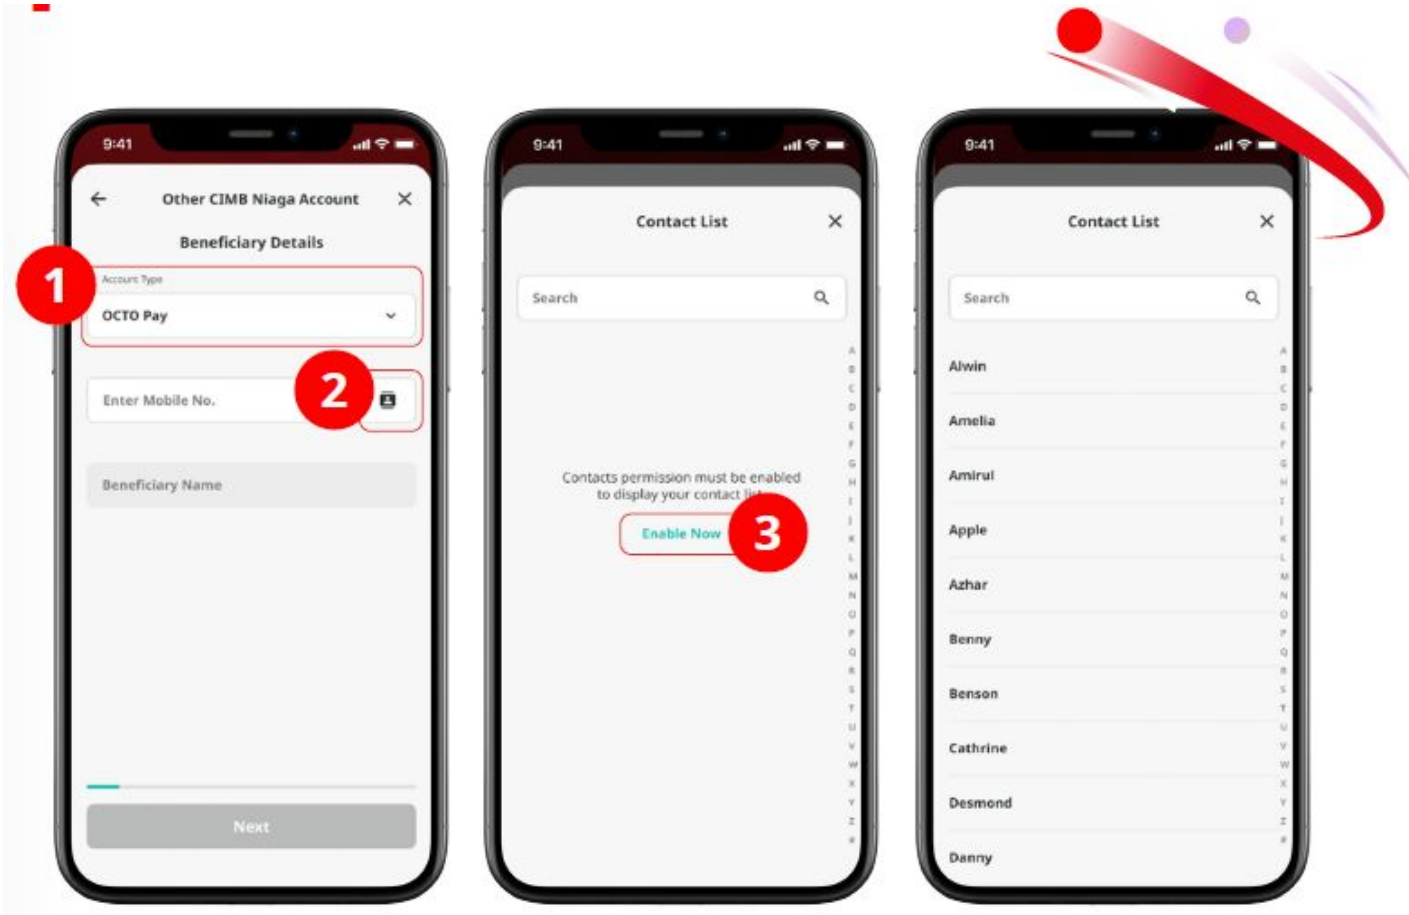 9:41
Other CIMB Niaga Account
Beneficiary Details
1
Account Type
OCTO Pay
2
Enter Mobile No.
Beneficiary Name
Next
9:41
Contact List
Search
Contacts permission must be enabled
to display your contact
Enable Now
3
A
B
C
D
E
F
G
H
I
J
K
L
M
N
O
P
Q
R
S
T
U
V
W
X
Y
Z
#
9:41
Contact List
Search
Alwin
Amelia
Amirul
Apple
Azhar
Benny
Benson
Cathrine
Desmond
Danny
A
B
C
D
E
F
G
H
I
J
K
L
M
N
O
P
Q
R
S
T
U
V
W
X
Y
Z
#